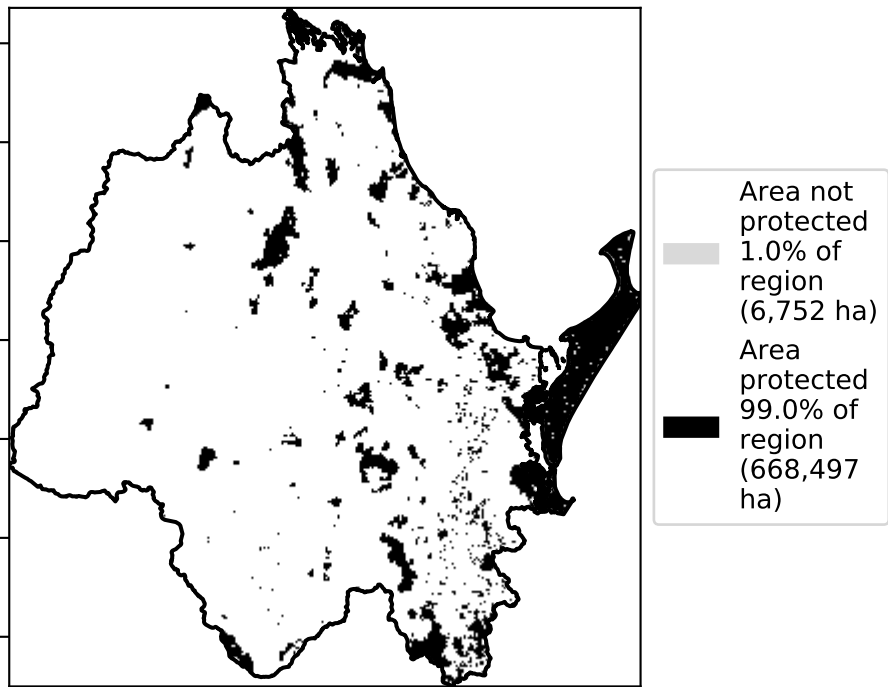 Area not
protected
1.0% of
region
(6,752 ha)
Area
protected
99.0% of
region
(668,497
ha)